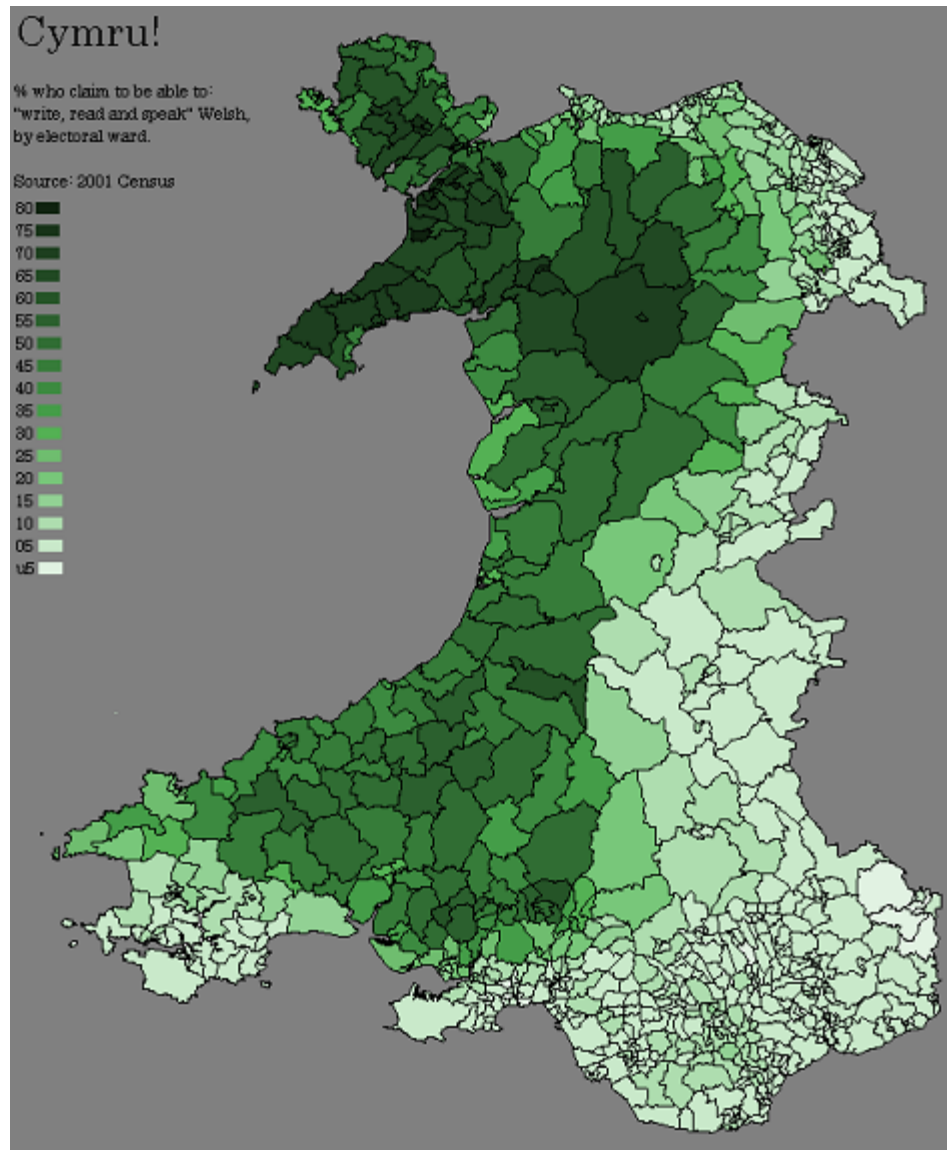 Cymru!
% who claim to be able to:
"write, read and speak" Welsh,
by electoral ward.
Source: 2001 Census
80
75
70
65
60
55
50
45
40
35
30
25
20
15
10
05
u5